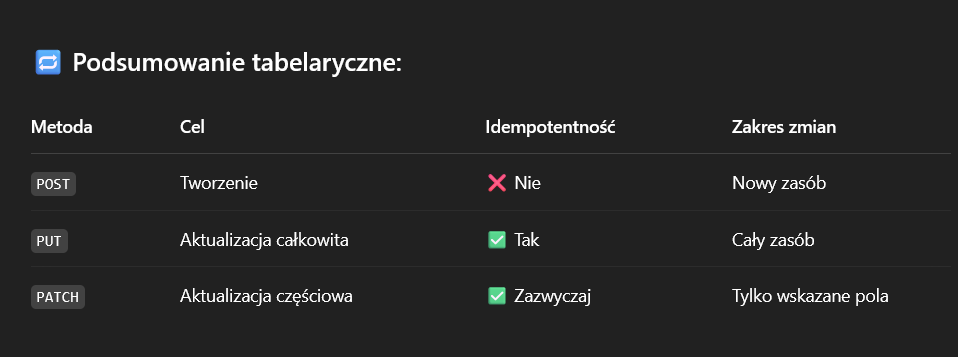 🔁 Podsumowanie tabelaryczne:
Metoda Cel Idempotentność Zakres zmian
POST Tworzenie ❌ Nie Nowy zasób
PUT Aktualizacja całkowita ✅ Tak Cały zasób
PATCH Aktualizacja częściowa ✅ Zazwyczaj Tylko wskazane pola